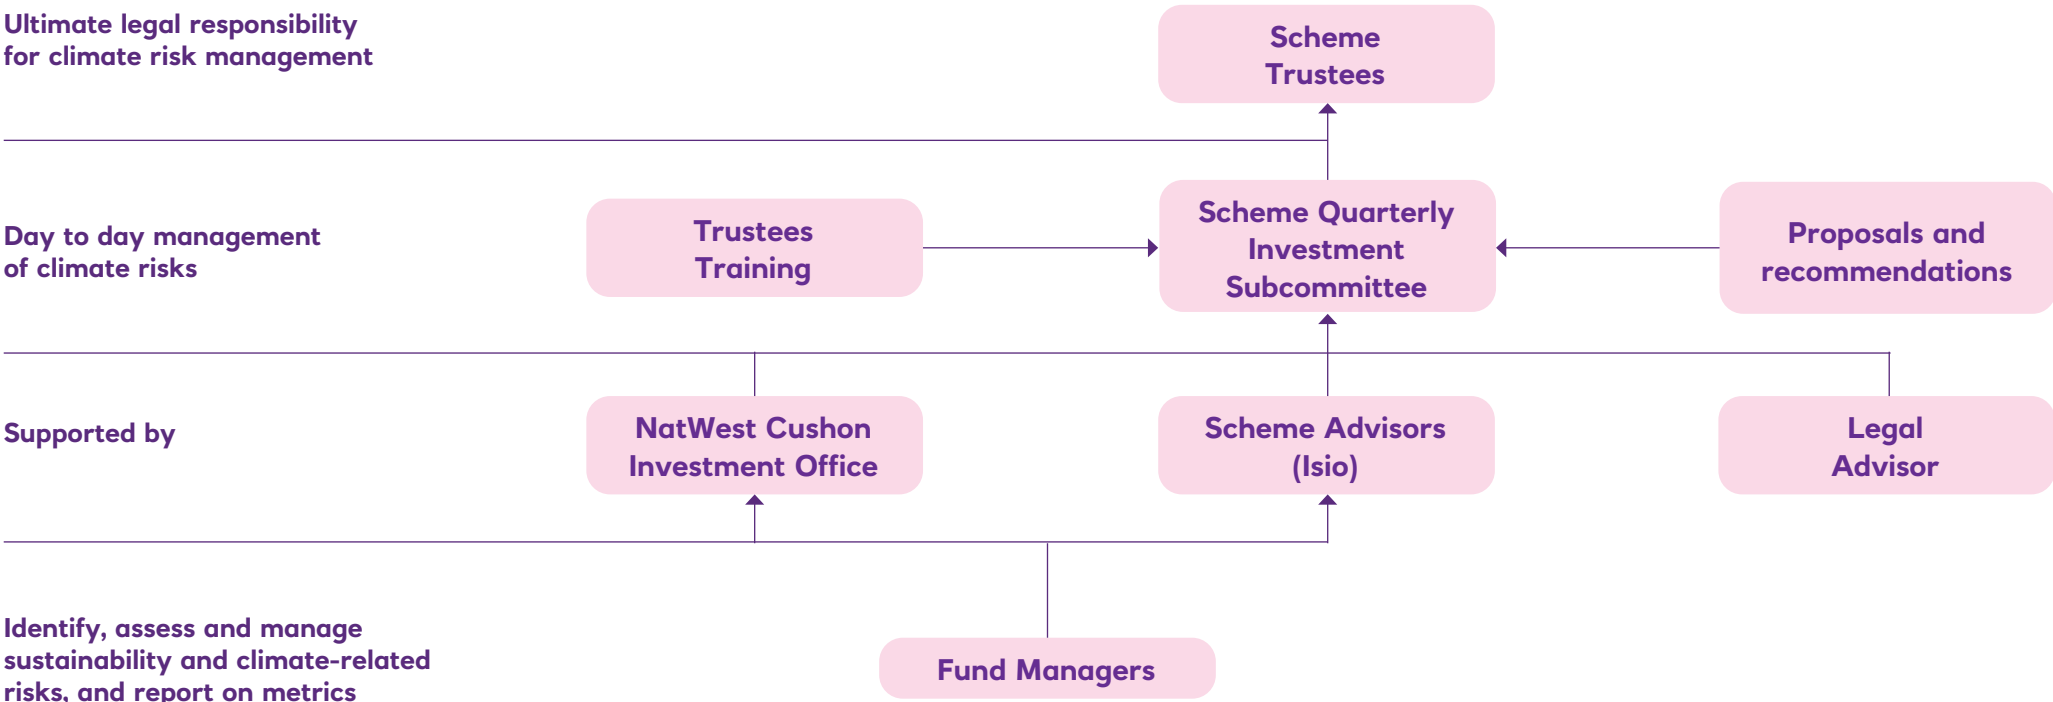 Ultimate legal responsibility
for climate risk management
Scheme
Trustees
Day to day management
of climate risks
Trustees
Training
Scheme Quarterly
Investment
Subcommittee
Proposals and
recommendations
Supported by
NatWest Cushon
Investment Office
Scheme Advisors
(Isio)
Legal
Advisor
Identify, assess and manage
sustainability and climate-related
risks, and report on metrics
Fund Managers